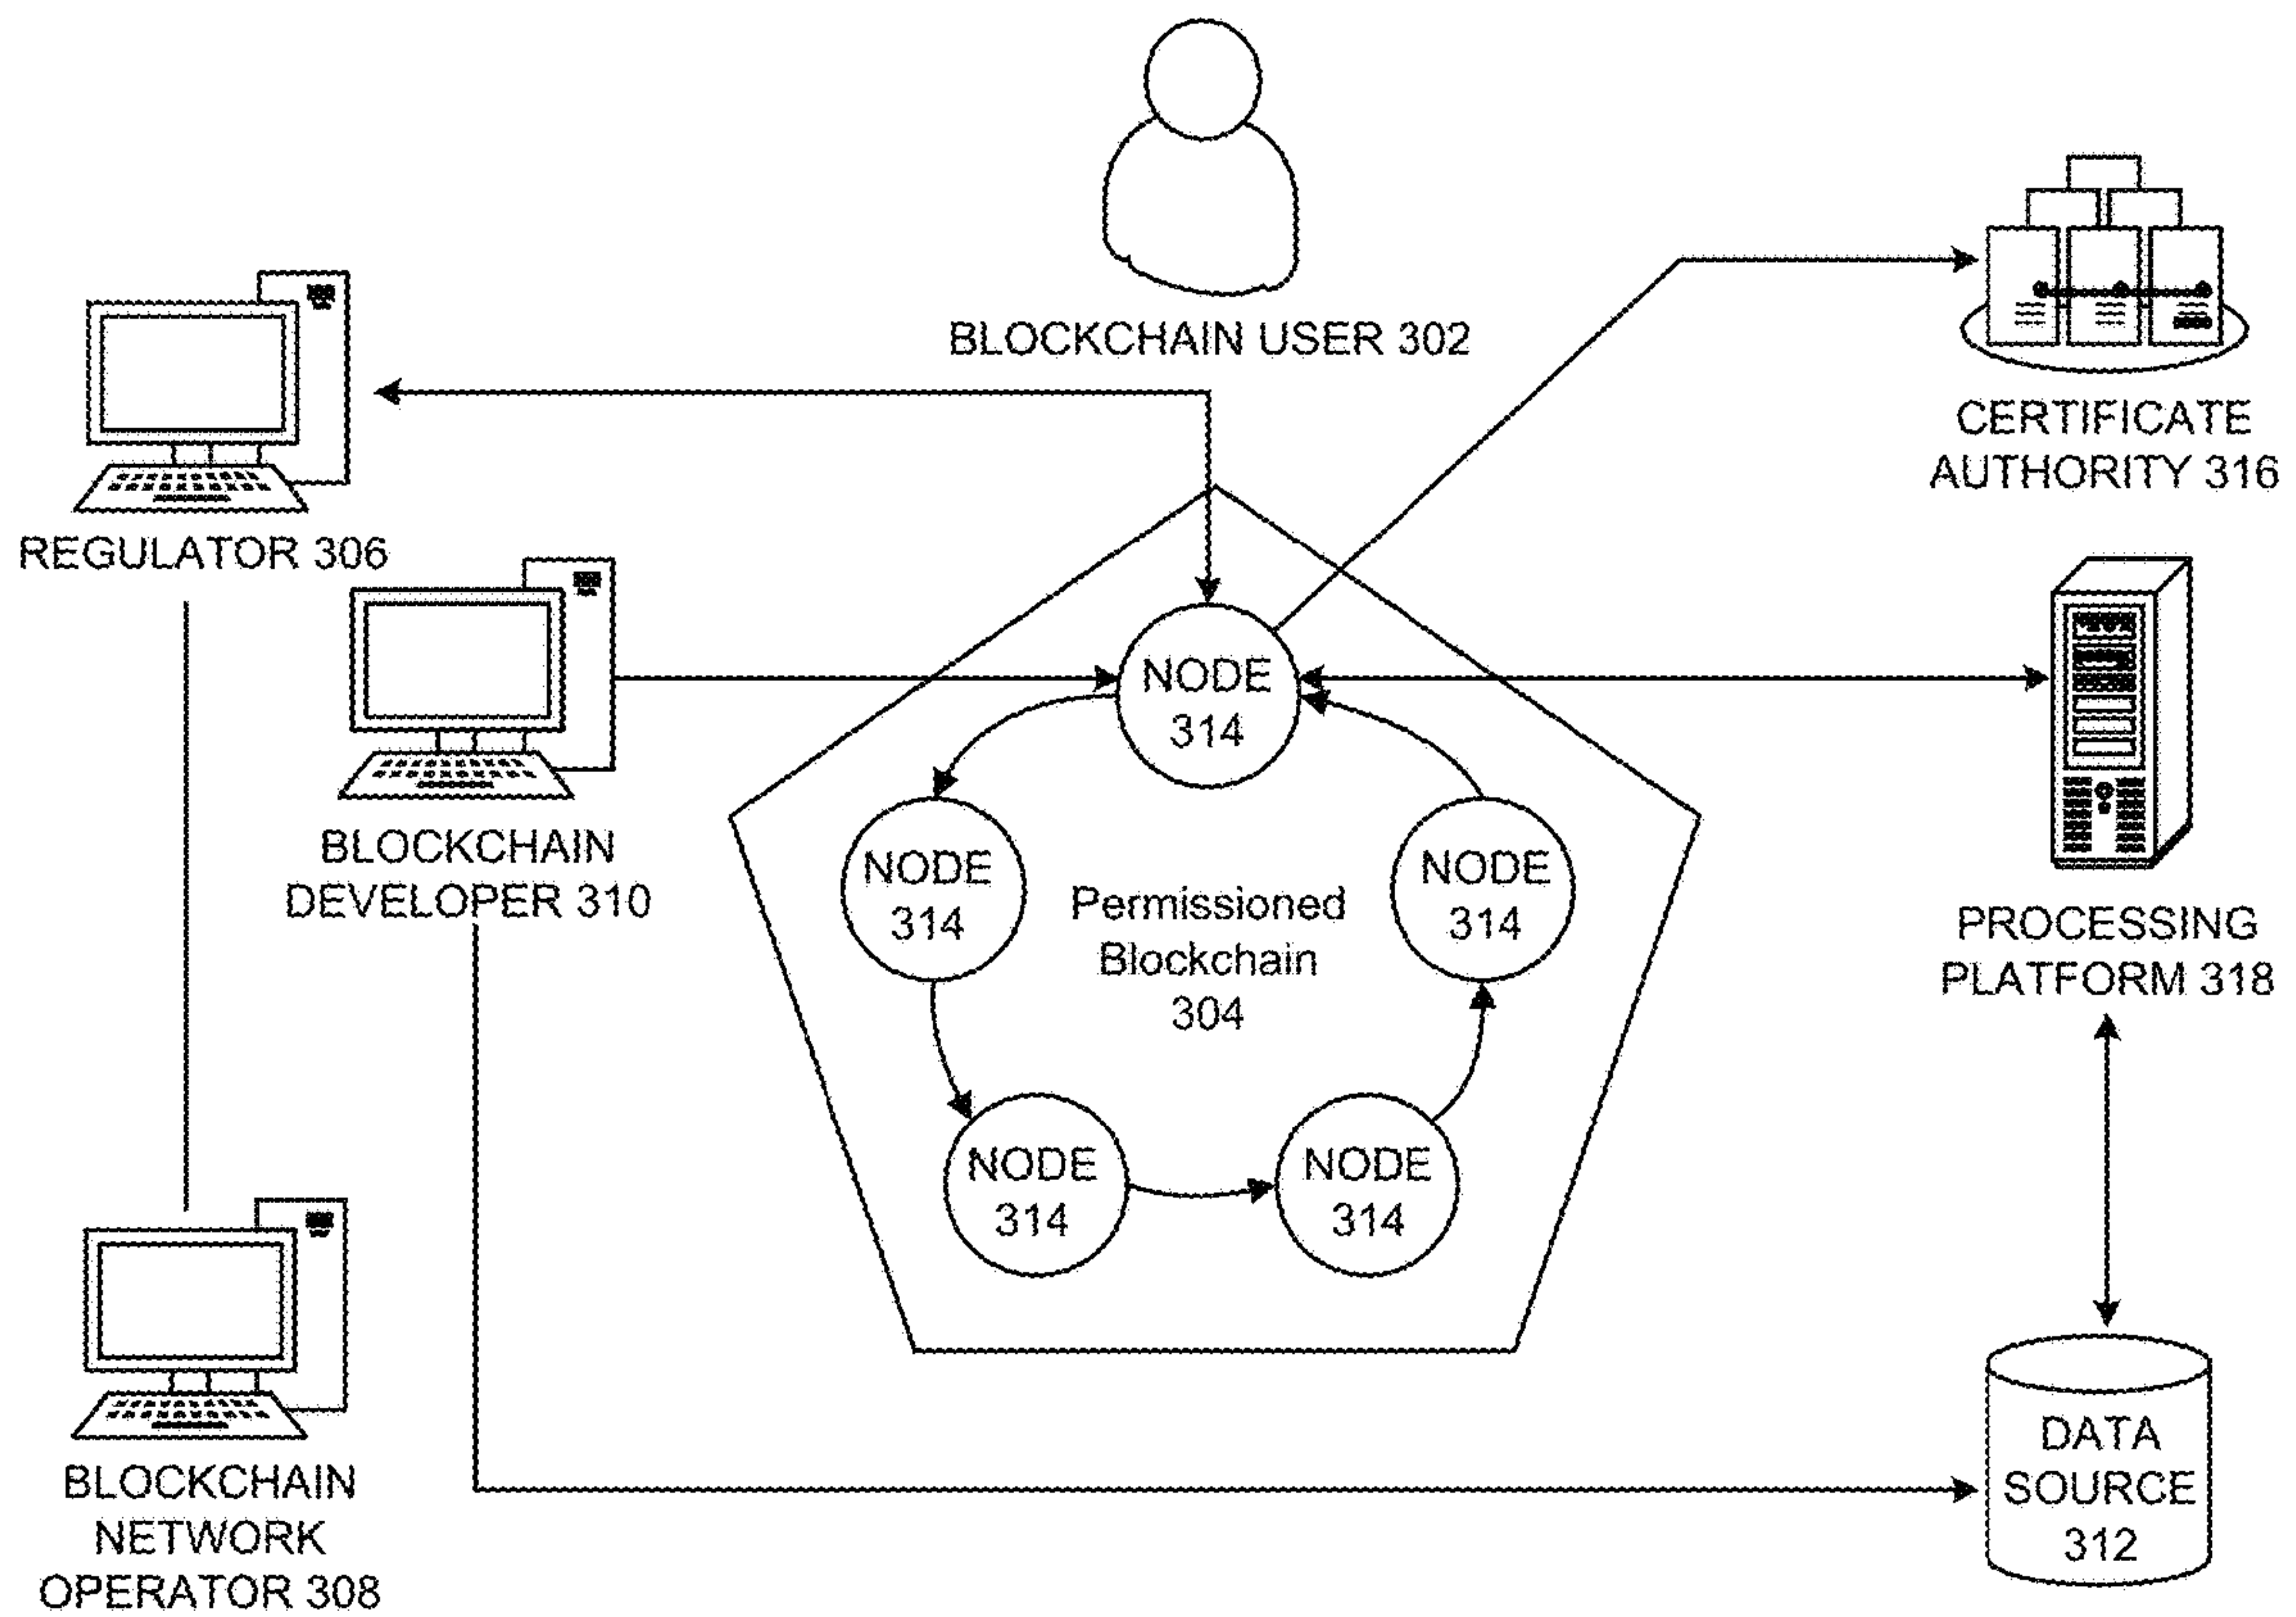 BLOCKCHAIN USER 302
CERTIFICATE
AUTHORITY 316
REGULATOR 306
BLOCKCHAIN
DEVELOPER 310
NODE
314
NODE
314
Permissioned
Blockchain
304
NODE
314
PROCESSING
PLATFORM 318
NODE
314
NODE
314
BLOCKCHAIN
NETWORK
OPERATOR 308
DATA
SOURCE
312